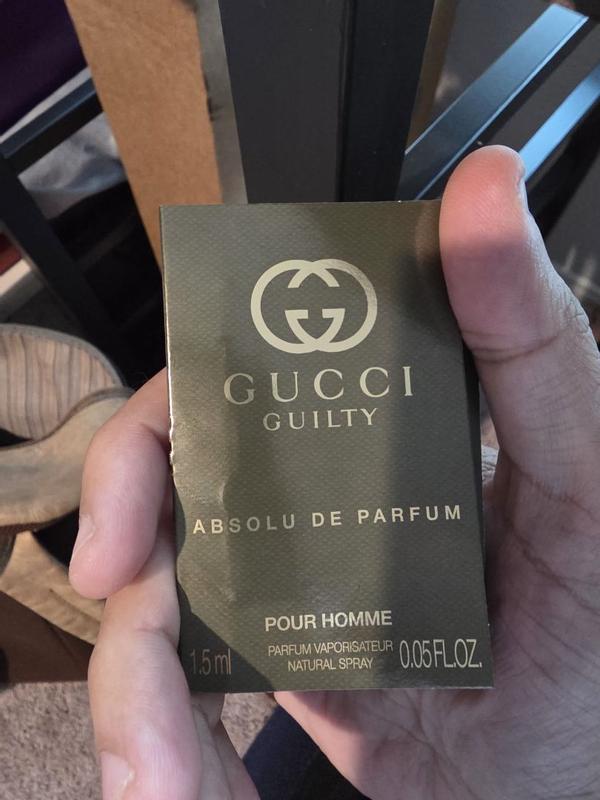 GUCCI
GUILTY
ABSOLU DE PARFUM
POUR HOMME
1.5 ml PARFUM VAPORISATEUR 0.05 FL.OZ.
NATURAL SPRAY